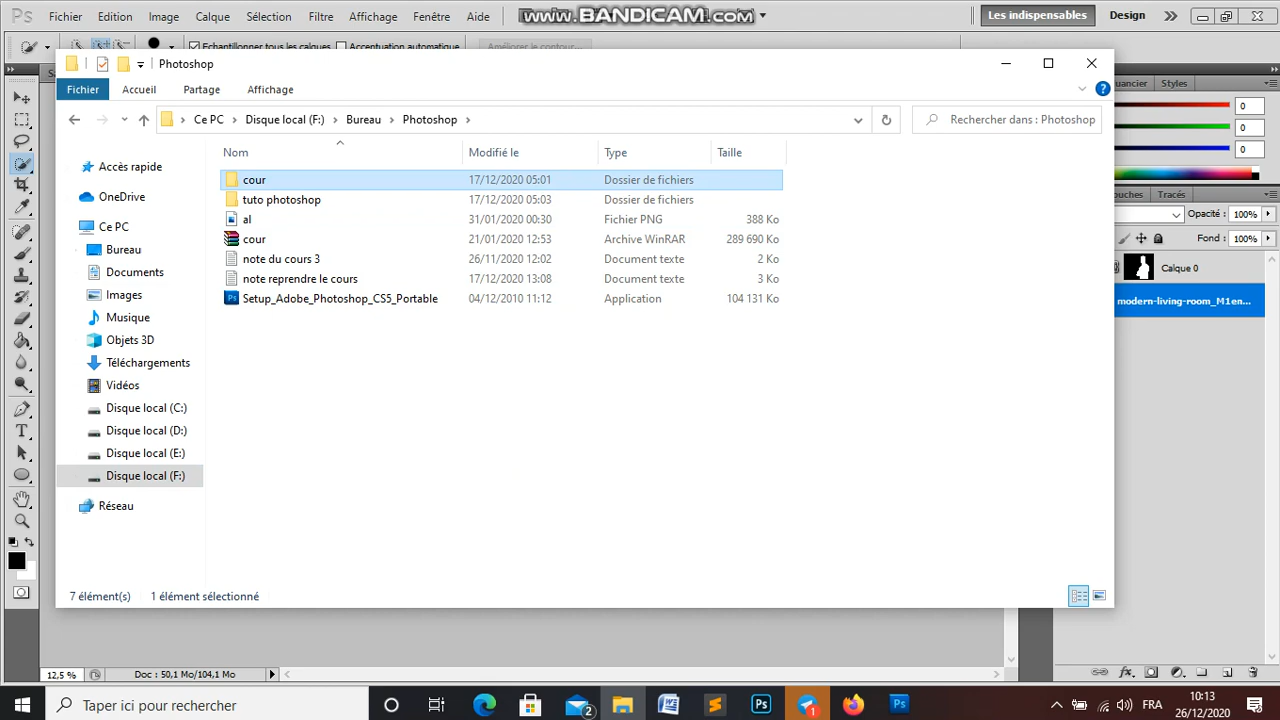 Ps Fichier Edition Image Calque Sélection Filtre Affichage Fenêtre Aide www.BANDICAM.com Les indispensables Design
Echantillonner tous les calques Accentuation automatique Améliorer le contour...
Photoshop
Fichier Accueil Partage Affichage
Ce PC Disque local (F:) Bureau Photoshop Rechercher dans : Photoshop
Nom Modifié le Type Taille
cour 17/12/2020 05:01 Dossier de fichiers
tuto photoshop 17/12/2020 05:03 Dossier de fichiers
al 31/01/2020 00:30 Fichier PNG 388 Ko
cour 21/01/2020 12:53 Archive WinRAR 289 690 Ko
note du cours 3 26/11/2020 12:02 Document texte 2 Ko
note reprendre le cours 17/12/2020 13:08 Document texte 3 Ko
Setup_Adobe_Photoshop_CS5_Portable 04/12/2010 11:12 Application 104 131 Ko
Accès rapide
OneDrive
Ce PC
Bureau
Documents
Images
Musique
Objets 3D
Téléchargements
Vidéos
Disque local (C:)
Disque local (D:)
Disque local (E:)
Disque local (F:)
Réseau
7 élément(s) 1 élément sélectionné
Styles
0
0
0
Tracés
Opacité : 100%
Fond : 100%
Calque 0
modern-living-room_M1en...
12,5 % Doc : 50,1 Mo/104,1 Mo
Taper ici pour rechercher
2
1
FRA
10:13
26/12/2020